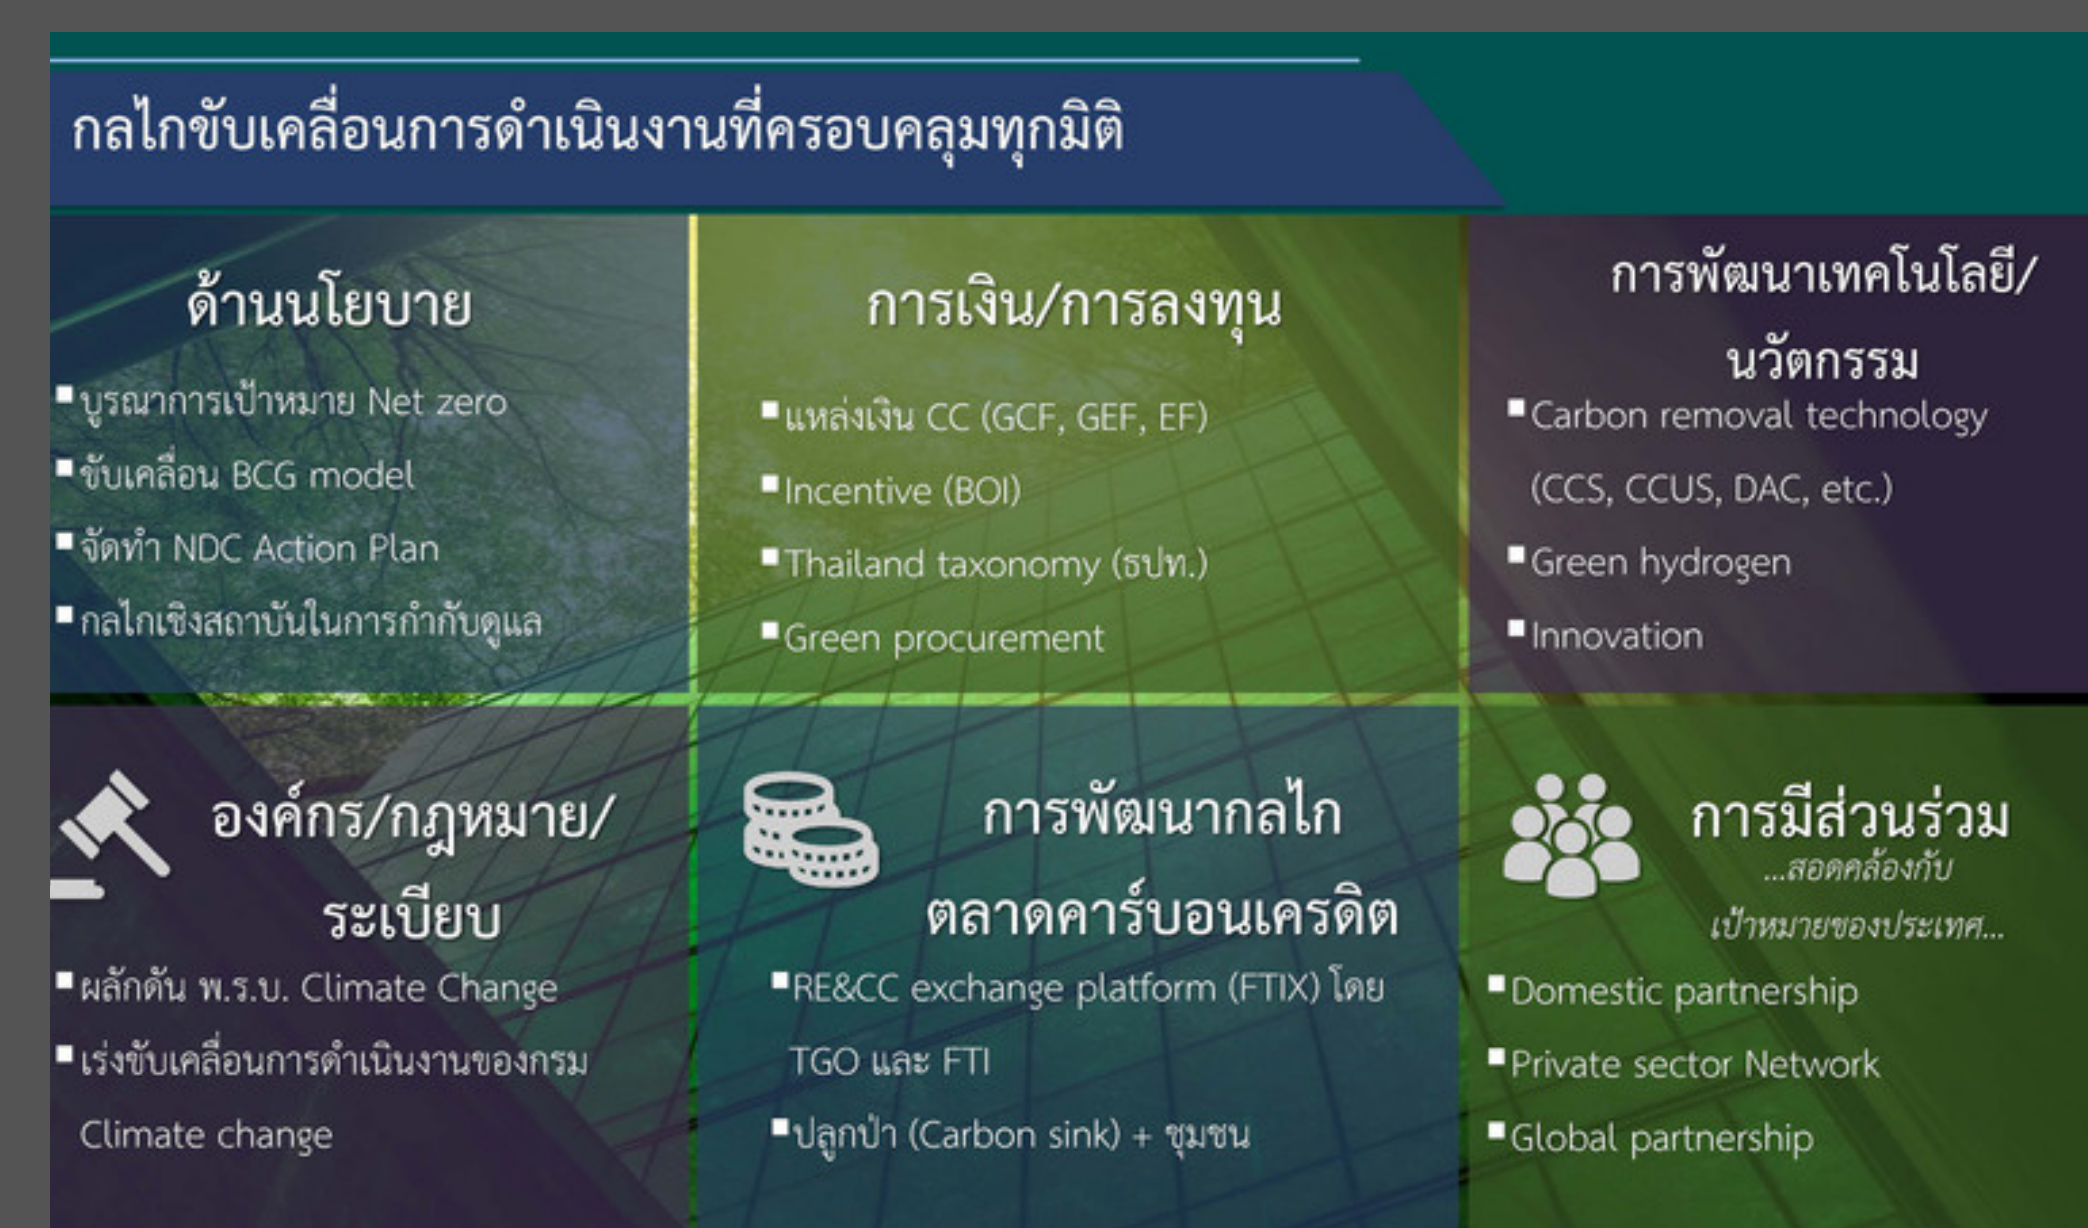 กลไกขับเคลื่อนการดำเนินงานที่ครอบคลุมทุกมิติ
ด้านนโยบาย
▪บูรณาการเป้าหมาย Net zero
▪ขับเคลื่อน BCG model
▪จัดทำ NDC Action Plan
▪กลไกเชิงสถาบันในการกำกับดูแล
การเงิน/การลงทุน
▪แหล่งเงิน CC (GCF, GEF, EF)
▪Incentive (BOI)
▪Thailand taxonomy (ธปท.)
▪Green procurement
การพัฒนาเทคโนโลยี/
นวัตกรรม
▪Carbon removal technology
(CCS, CCUS, DAC, etc.)
▪Green hydrogen
▪Innovation
องค์กร/กฎหมาย/
ระเบียบ
▪ผลักดัน พ.ร.บ. Climate Change
▪เร่งขับเคลื่อนการดำเนินงานของกรม
Climate change
การพัฒนากลไก
ตลาดคาร์บอนเครดิต
▪RE&CC exchange platform (FTIX) โดย
TGO และ FTI
▪ปลูกป่า (Carbon sink) + ชุมชน
การมีส่วนร่วม
...สอดคล้องกับ
เป้าหมายของประเทศ...
▪Domestic partnership
▪Private sector Network
▪Global partnership